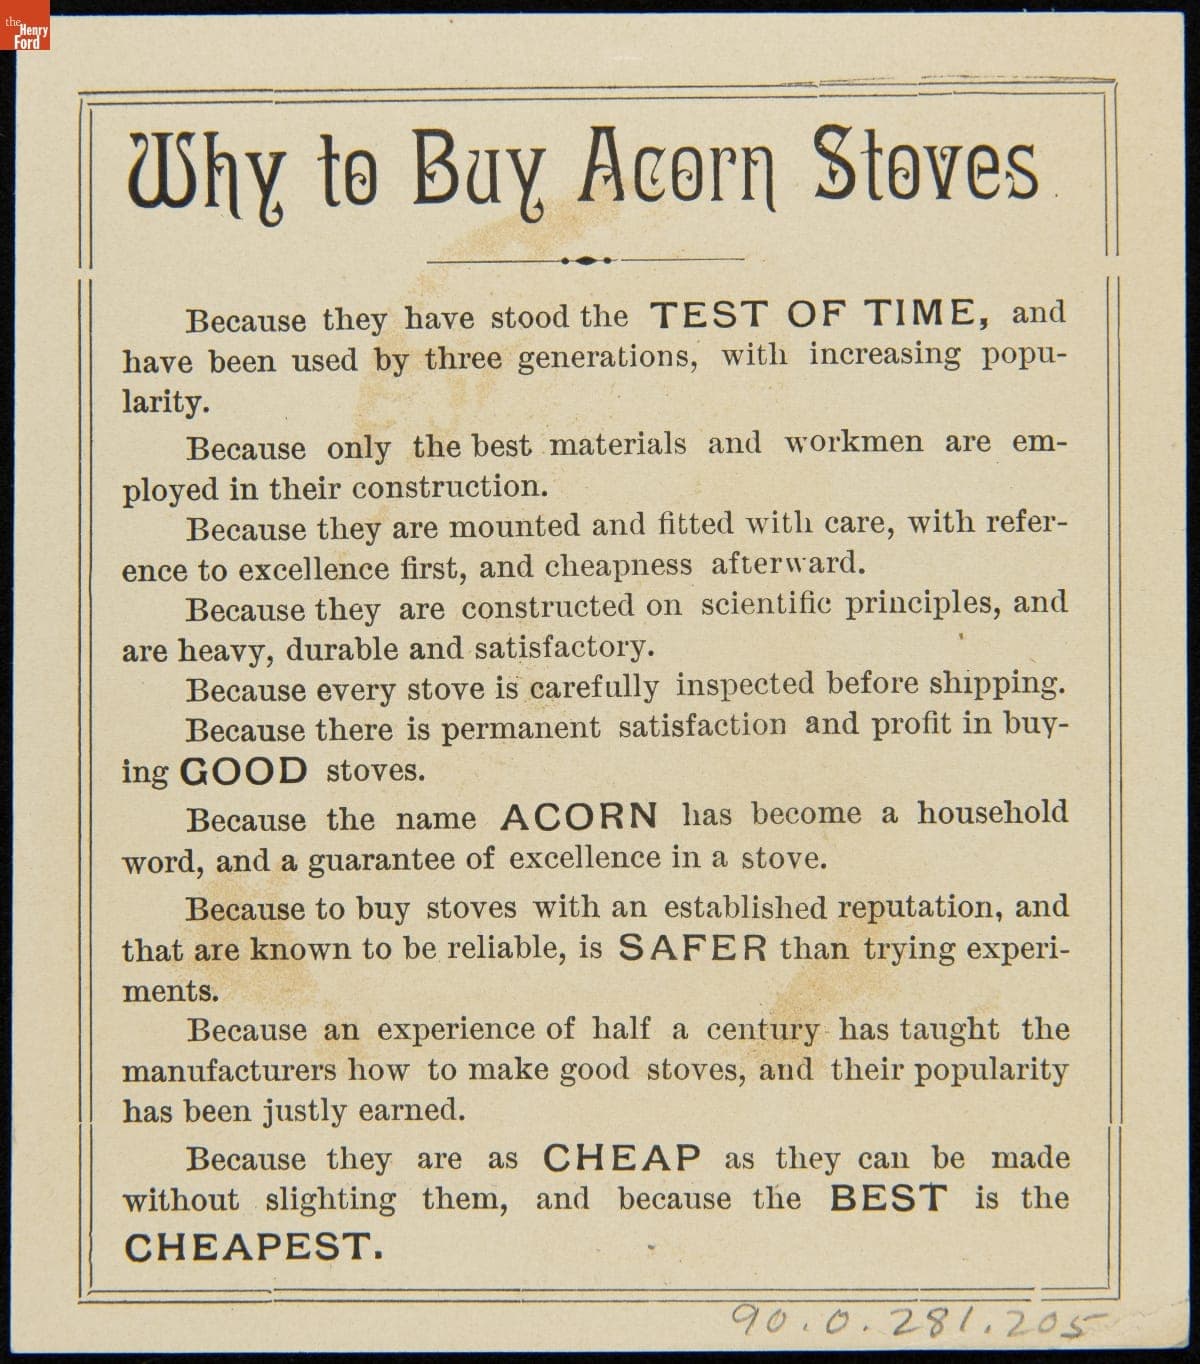 the
Henry
Ford
Why to Buy Acorn Stoves
Because they have stood the TEST OF TIME, and
have been used by three generations, with increasing popu-
larity.
Because only the best materials and workmen are em-
ployed in their construction.
Because they are mounted and fitted with care, with refer-
ence to excellence first, and cheapness afterward.
Because they are constructed on scientific principles, and
are heavy, durable and satisfactory.
Because every stove is carefully inspected before shipping.
Because there is permanent satisfaction and profit in buy-
ing GOOD stoves.
Because the name ACORN has become a household
word, and a guarantee of excellence in a stove.
Because to buy stoves with an established reputation, and
that are known to be reliable, is SAFER than trying experi-
ments.
Because an experience of half a century has taught the
manufacturers how to make good stoves, and their popularity
has been justly earned.
Because they are as CHEAP as they can be made
without slighting them, and because the BEST is the
CHEAPEST.
90.0.281.205